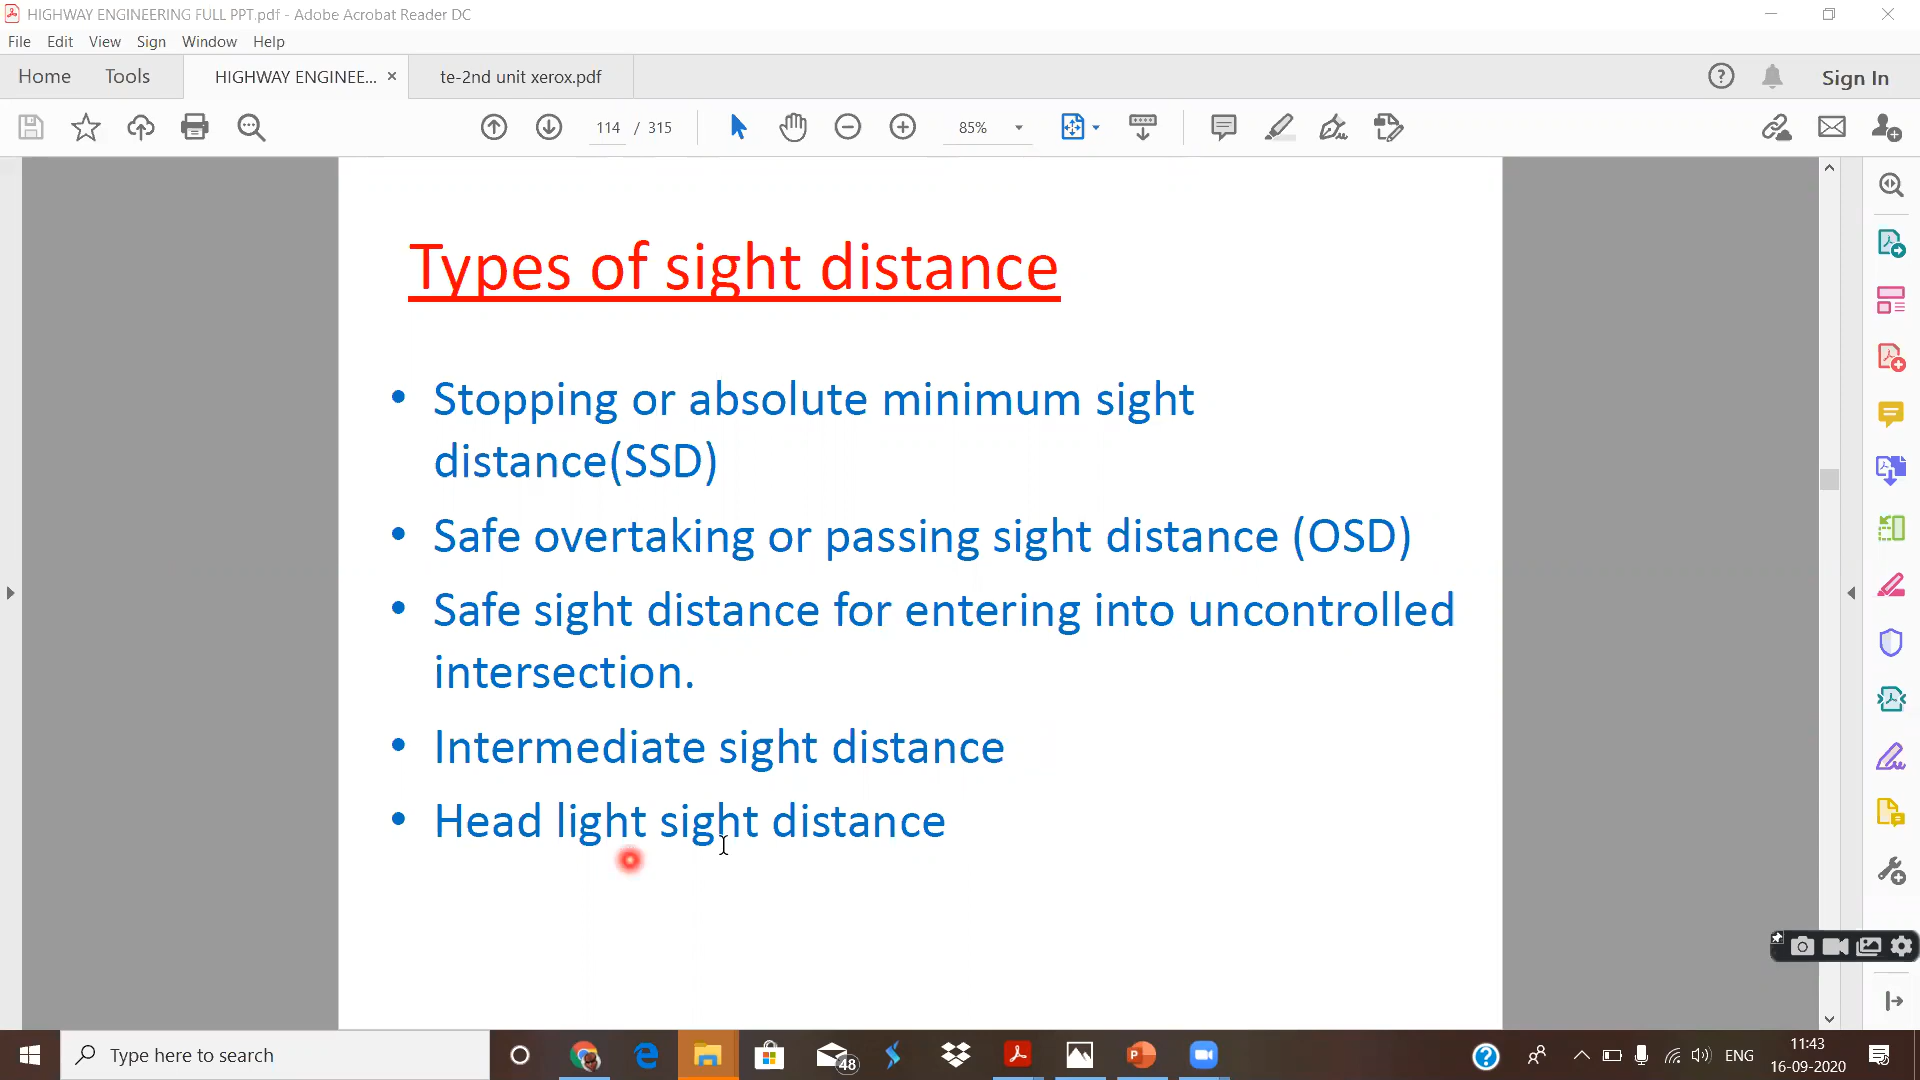 HIGHWAY ENGINEERING FULL PPT.pdf - Adobe Acrobat Reader DC
File Edit View Sign Window Help
Home Tools HIGHWAY ENGINEE... × te-2nd unit xerox.pdf Sign In
114 / 315 85%
Types of sight distance
• Stopping or absolute minimum sight
distance(SSD)
• Safe overtaking or passing sight distance (OSD)
• Safe sight distance for entering into uncontrolled
intersection.
• Intermediate sight distance
• Head light sight distance
Type here to search
48
ENG
11:43
16-09-2020